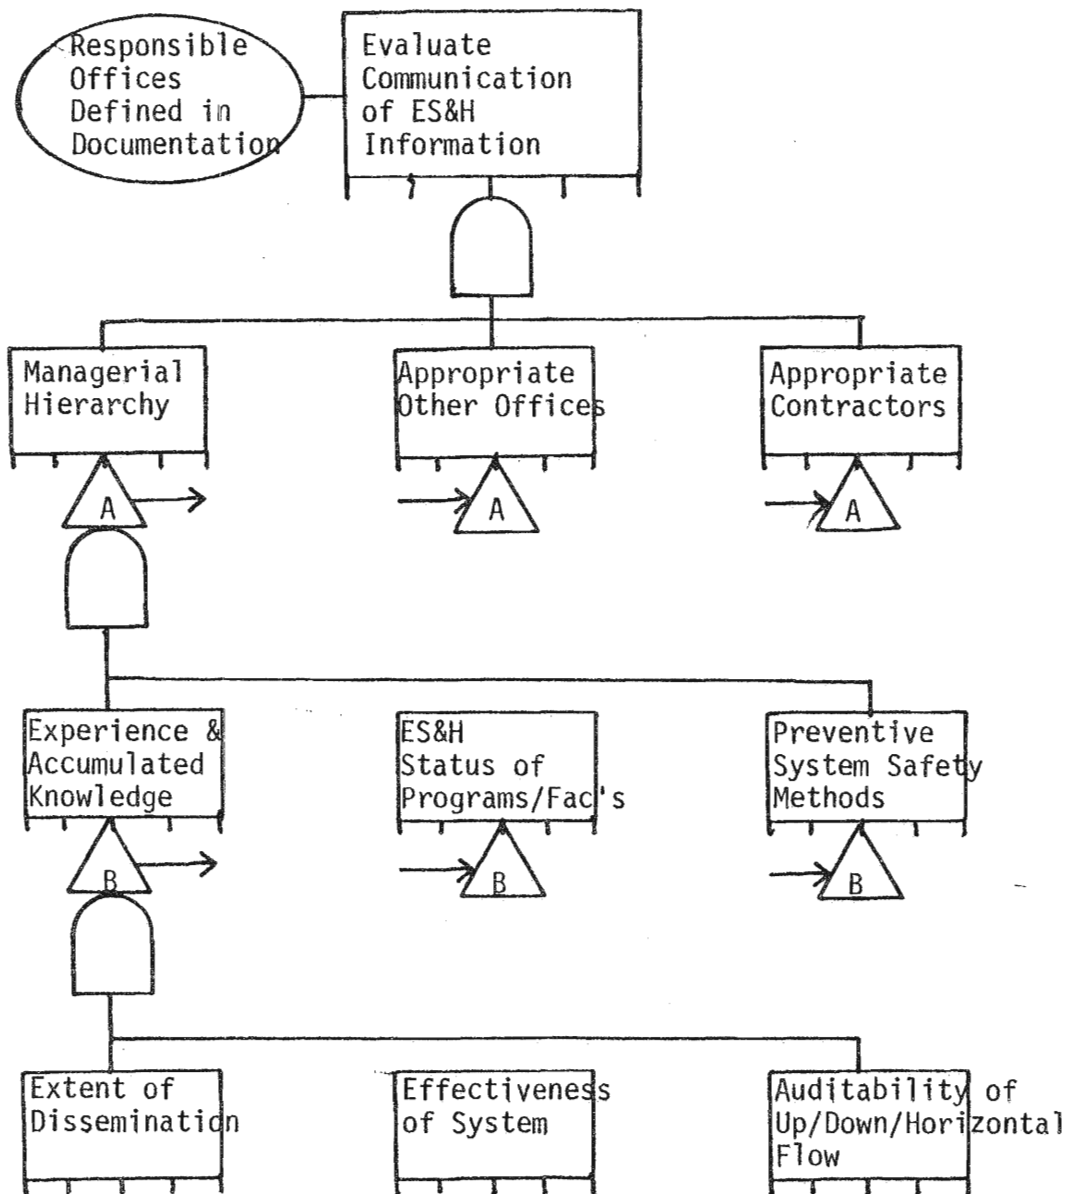 Responsible
Offices
Defined in
Documentation
Evaluate
Communication
of ES&H
Information
Managerial
Hierarchy
Appropriate
Other Offices
Appropriate
Contractors
A
A
A
Experience &
Accumulated
Knowledge
ES&H
Status of
Programs/Fac's
Preventive
System Safety
Methods
B
B
B
Extent of
Dissemination
Effectiveness
of System
Auditability of
Up/Down/Horizontal
Flow